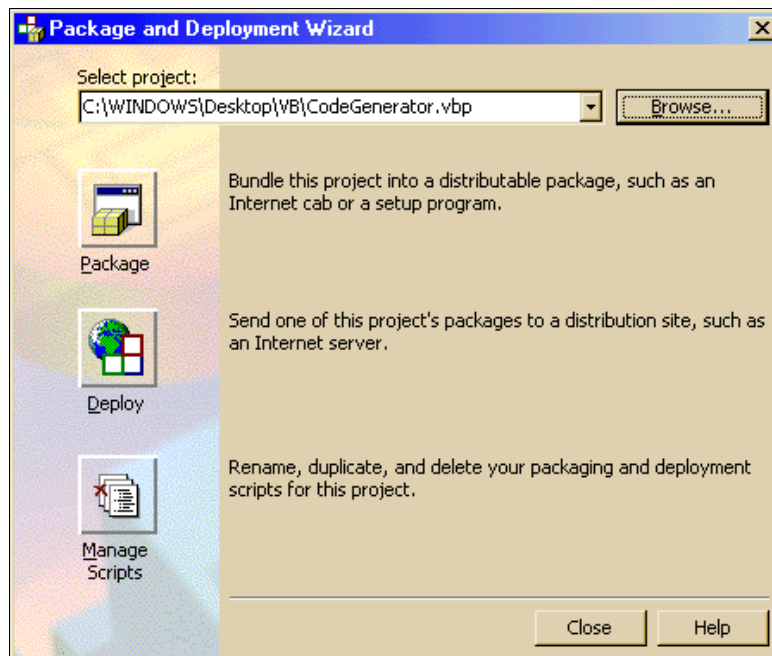 Package and Deployment Wizard
Select project:
C:\WINDOWS\Desktop\VB\CodeGenerator.vbp
Browse...
Bundle this project into a distributable package, such as an
Internet cab or a setup program.
Package
Send one of this project's packages to a distribution site, such as
an Internet server.
Deploy
Rename, duplicate, and delete your packaging and deployment
scripts for this project.
Manage
Scripts
Close
Help